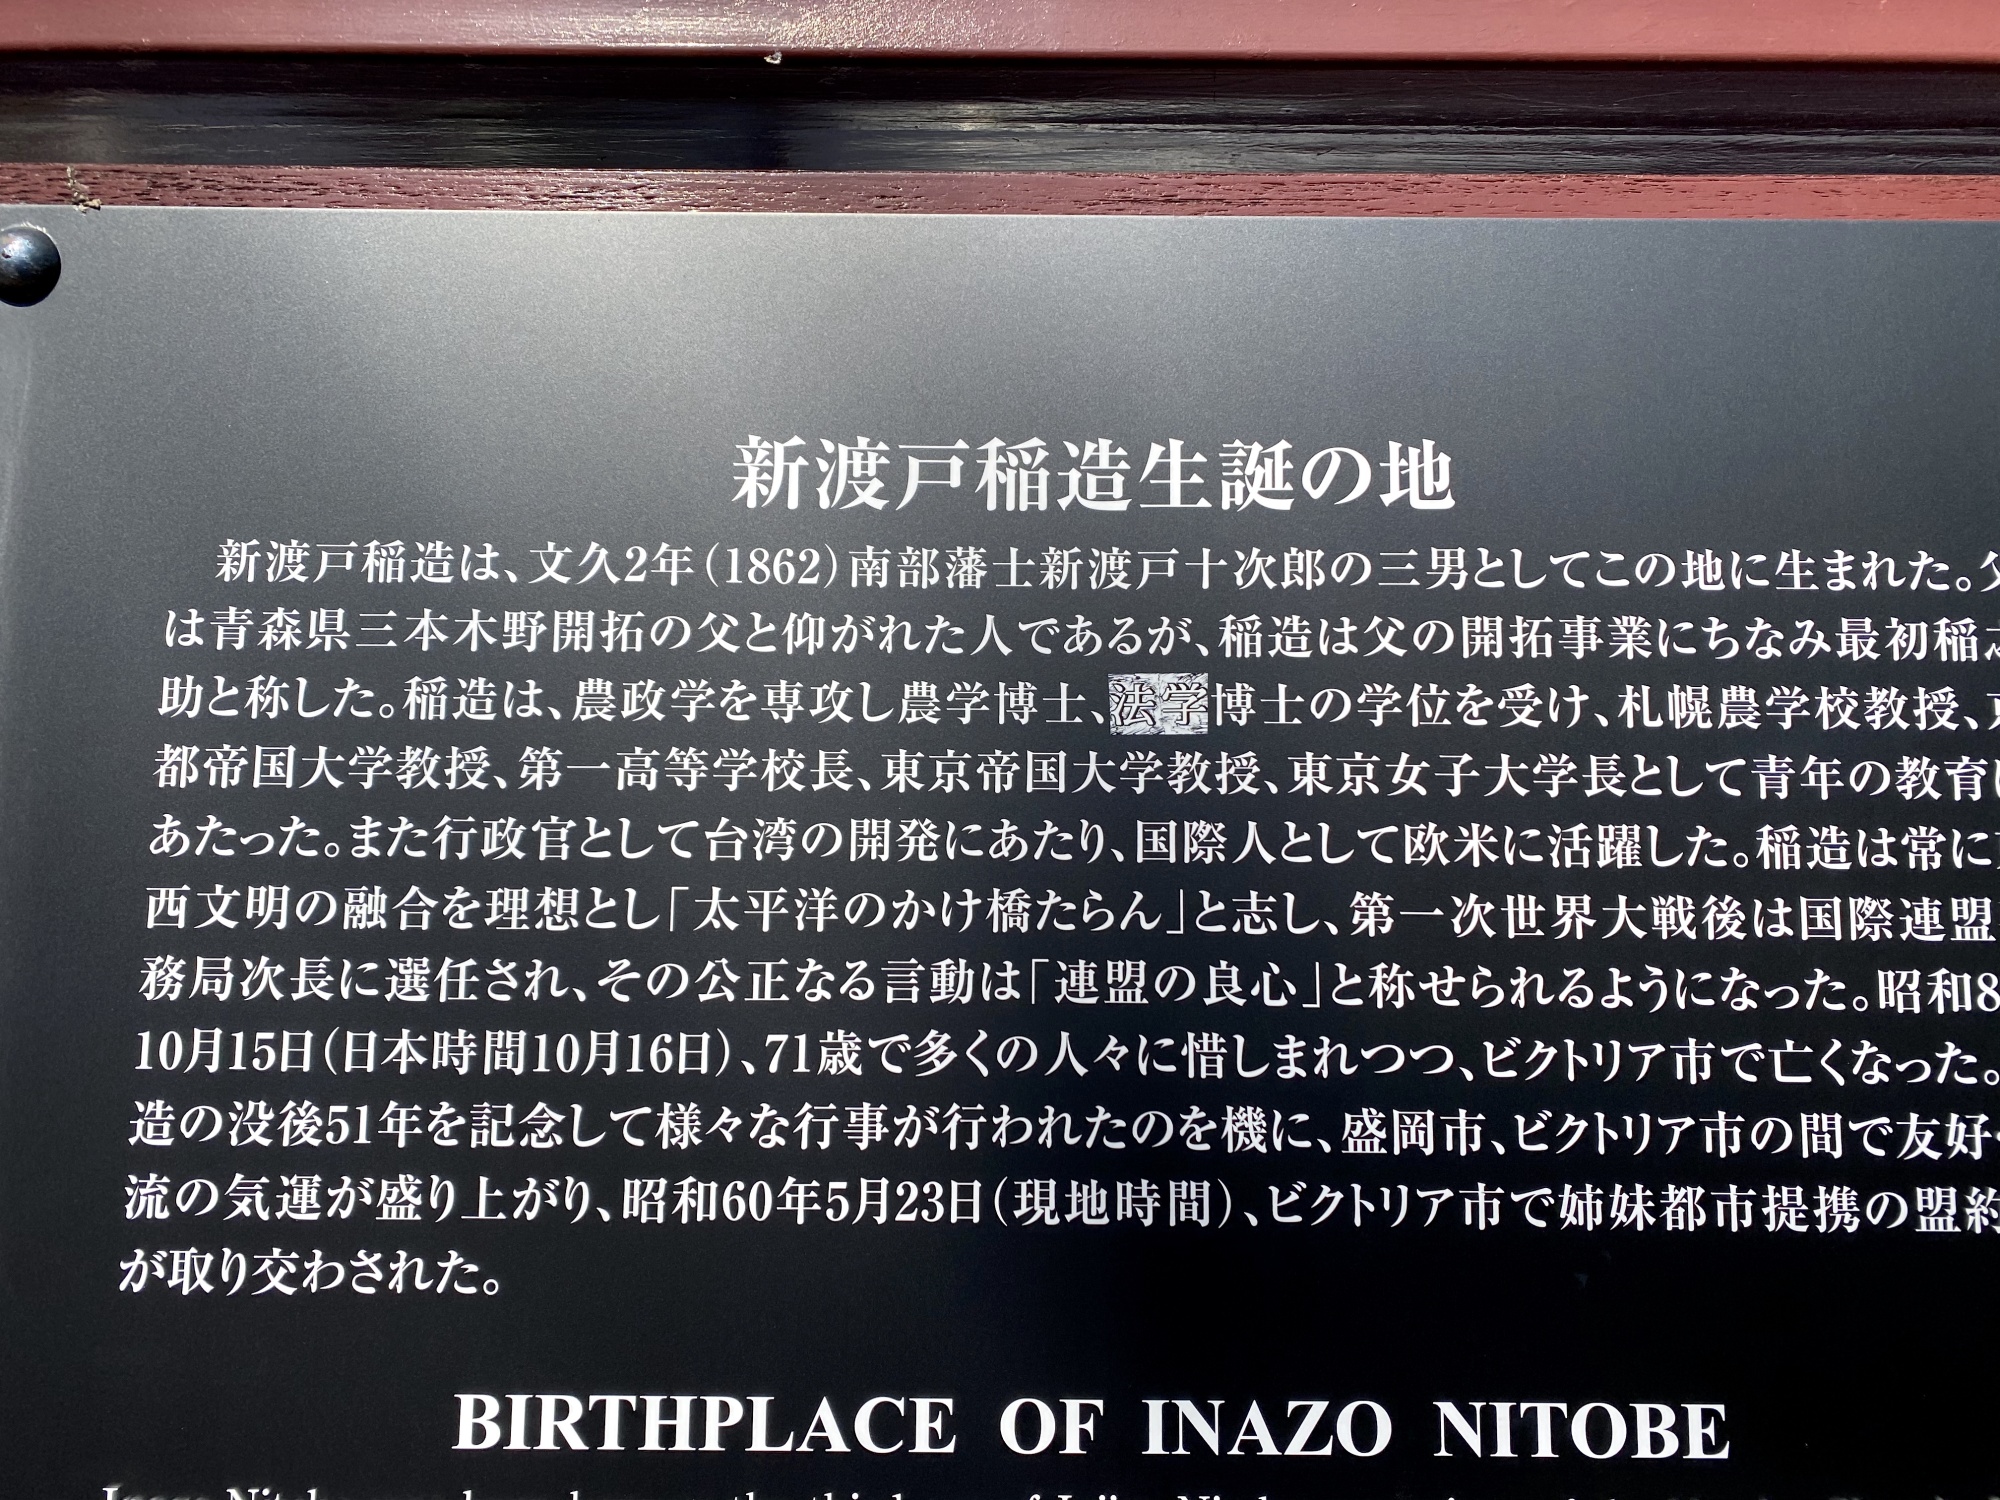 新渡戸稲造生誕の地
新渡戸稲造は、文久2年（1862）南部藩士新渡戸十次郎の三男としてこの地に生まれた。父
は青森県三本木野開拓の父と仰がれた人であるが、稲造は父の開拓事業にちなみ最初稲之
助と称した。稲造は、農政学を専攻し農学博士、法学博士の学位を受け、札幌農学校教授、京
都帝国大学教授、第一高等学校長、東京帝国大学教授、東京女子大学長として青年の教育に
あたった。また行政官として台湾の開発にあたり、国際人として欧米に活躍した。稲造は常に東
西文明の融合を理想とし「太平洋のかけ橋たらん」と志し、第一次世界大戦後は国際連盟
務局次長に選任され、その公正なる言動は「連盟の良心」と称せられるようになった。昭和8
10月15日（日本時間10月16日）、71歳で多くの人々に惜しまれつつ、ビクトリア市で亡くなった。
造の没後51年を記念して様々な行事が行われたのを機に、盛岡市、ビクトリア市の間で友好
流の気運が盛り上がり、昭和60年5月23日（現地時間）、ビクトリア市で姉妹都市提携の盟約
が取り交わされた。
BIRTHPLACE OF INAZO NITOBE